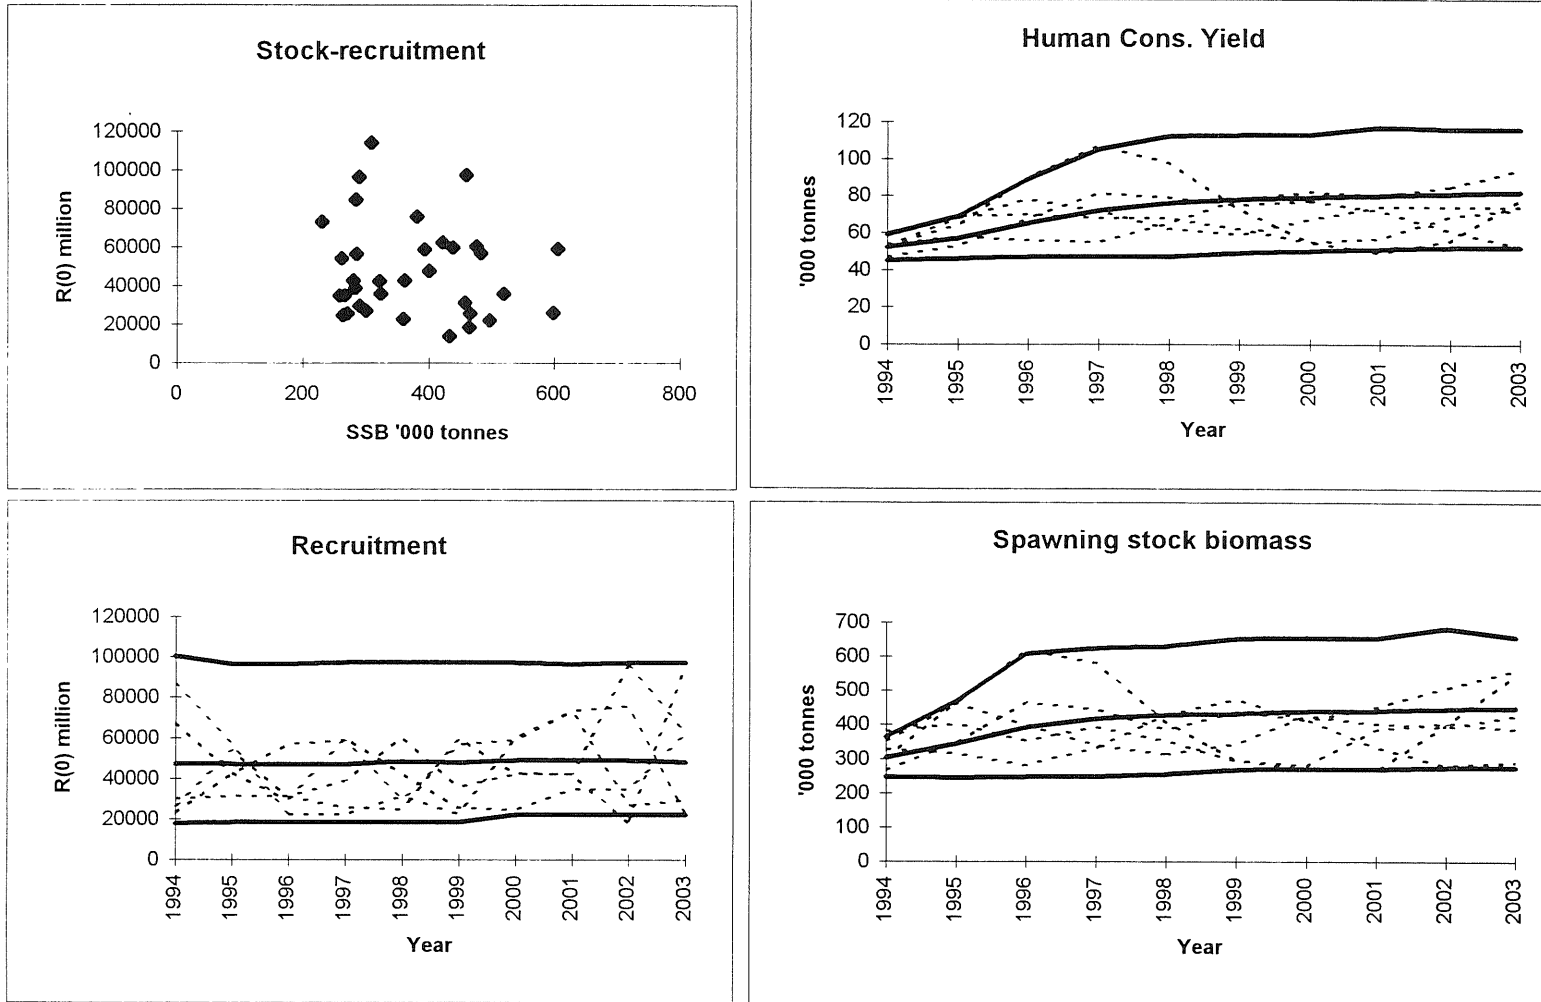 Stock-recruitment
R(0) million
120000
100000
80000
60000
40000
20000
0
0 200 400 600 800
SSB '000 tonnes
Human Cons. Yield
'000 tonnes
120
100
80
60
40
20
0
1994 1995 1996 1997 1998 1999 2000 2001 2002 2003
Year
Recruitment
R(0) million
120000
100000
80000
60000
40000
20000
0
1994 1995 1996 1997 1998 1999 2000 2001 2002 2003
Year
Spawning stock biomass
'000 tonnes
700
600
500
400
300
200
100
0
1994 1995 1996 1997 1998 1999 2000 2001 2002 2003
Year